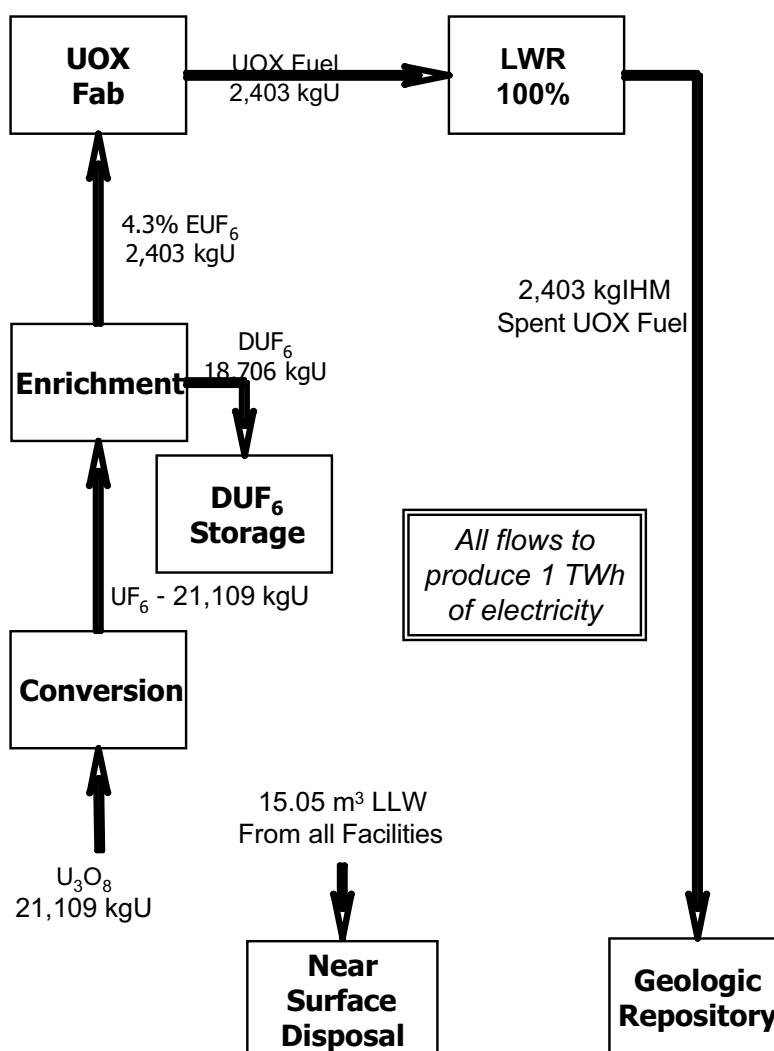 UOX
Fab
UOX Fuel
2,403 kgU
LWR
100%
4.3% EUF₆
2,403 kgU
2,403 kgIHM
Spent UOX Fuel
Enrichment
DUF₆
18,706 kgU
DUF₆
Storage
All flows to
produce 1 TWh
of electricity
UF₆ - 21,109 kgU
Conversion
15.05 m³ LLW
From all Facilities
U₃O₈
21,109 kgU
Near
Surface
Disposal
Geologic
Repository